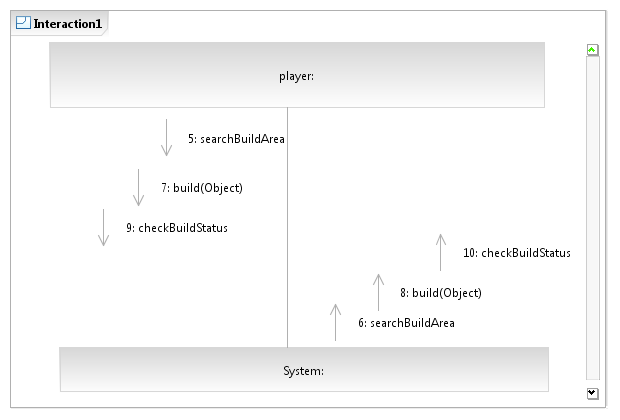 Interaction1
player:
5: searchBuildArea
7: build(Object)
9: checkBuildStatus
10: checkBuildStatus
8: build(Object)
6: searchBuildArea
System: